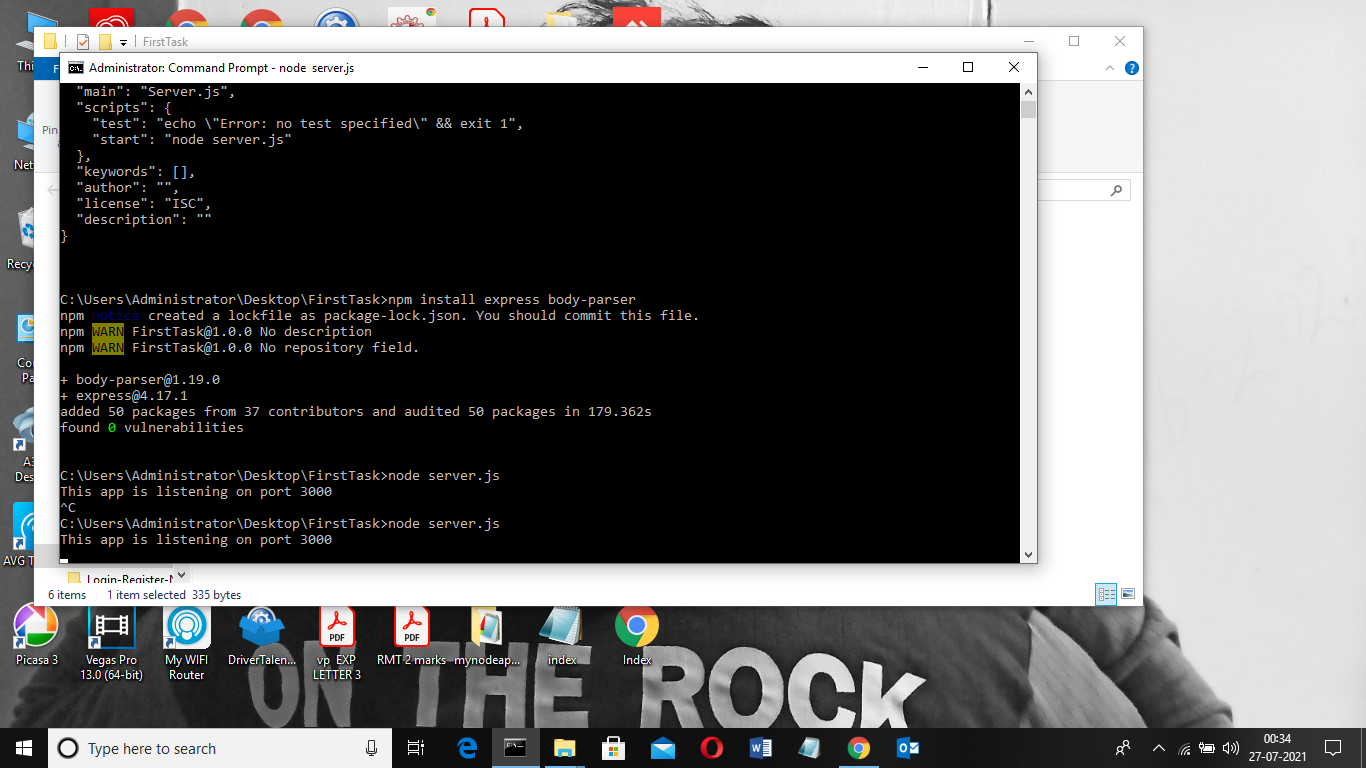 FirstTask
Administrator: Command Prompt - node  server.js
"main": "Server.js",
"scripts": {
"test": "echo \"Error: no test specified\" && exit 1",
"start": "node server.js"
},
"keywords": [],
"author": "",
"license": "ISC",
"description": ""
}
C:\Users\Administrator\Desktop\FirstTask>npm install express body-parser
npm notice created a lockfile as package-lock.json. You should commit this file.
npm WARN FirstTask@1.0.0 No description
npm WARN FirstTask@1.0.0 No repository field.
+ body-parser@1.19.0
+ express@4.17.1
added 50 packages from 37 contributors and audited 50 packages in 179.362s
found 0 vulnerabilities
C:\Users\Administrator\Desktop\FirstTask>node server.js
This app is listening on port 3000
^C
C:\Users\Administrator\Desktop\FirstTask>node server.js
This app is listening on port 3000
Pin
Login-Register-
6 items 1 item selected 335 bytes
Picasa 3
Vegas Pro 13.0 (64-bit)
My WIFI Router
DriverTalen...
vp EXP LETTER 3
RMT 2 marks
mynodeap...
index
Index
ON THE ROCK
Type here to search
00:34
27-07-2021